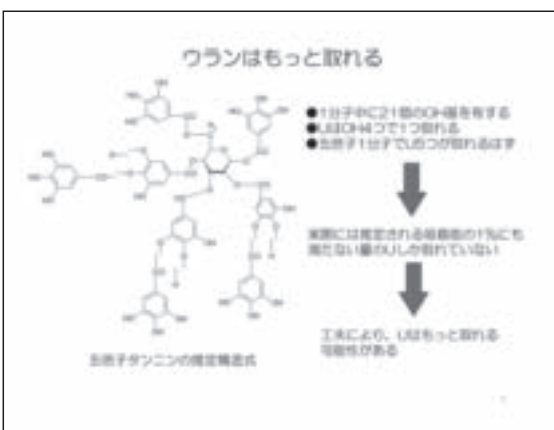 ウランはもっと取れる
●1分子中に21個のOH基を有する
●UはOH4つで1つ取れる
●五倍子1分子でU5つが取れるはず
実際には推定される吸着能の1%にも
満たない量のUしか取れていない
工夫により、Uはもっと取れる
可能性がある
五倍子タンニンの推定構造式